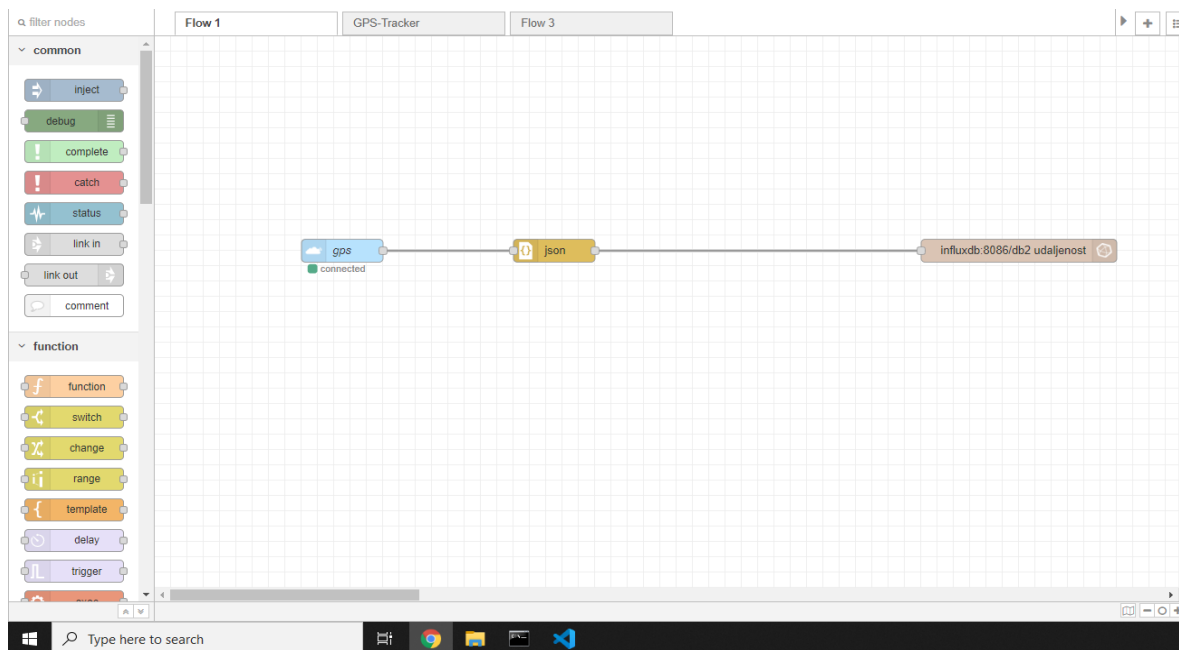 filter nodes
Flow 1
GPS-Tracker
Flow 3
common
inject
debug
complete
catch
status
link in
link out
comment
function
function
switch
change
range
template
delay
trigger
gps
connected
json
influxdb:8086/db2 udaljenost
Type here to search